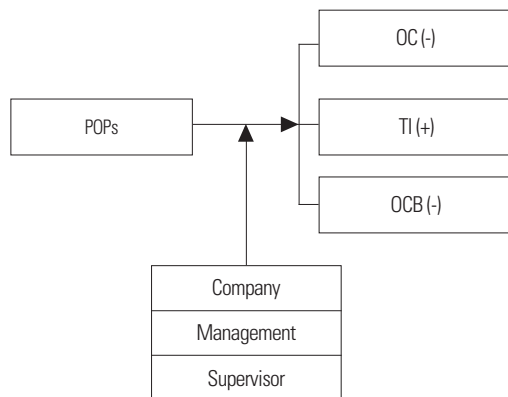 OC (-)
POPs
TI (+)
OCB (-)
Company
Management
Supervisor